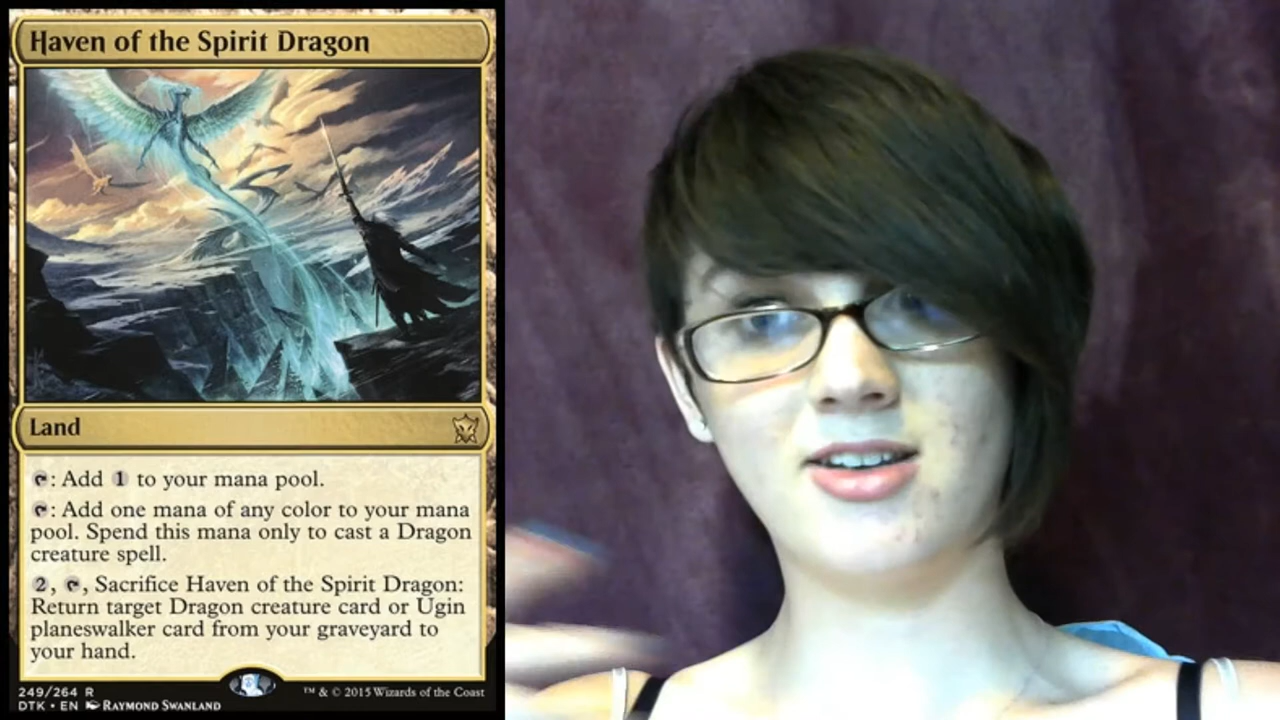 Haven of the Spirit Dragon
Land
: Add 1 to your mana pool.
: Add one mana of any color to your mana
pool. Spend this mana only to cast a Dragon
creature spell.
2, , Sacrifice Haven of the Spirit Dragon:
Return target Dragon creature card or Ugin
planeswalker card from your graveyard to
your hand.
249/264 R
DTK • EN RAYMOND SWANLAND
™ & © 2015 Wizards of the Coast